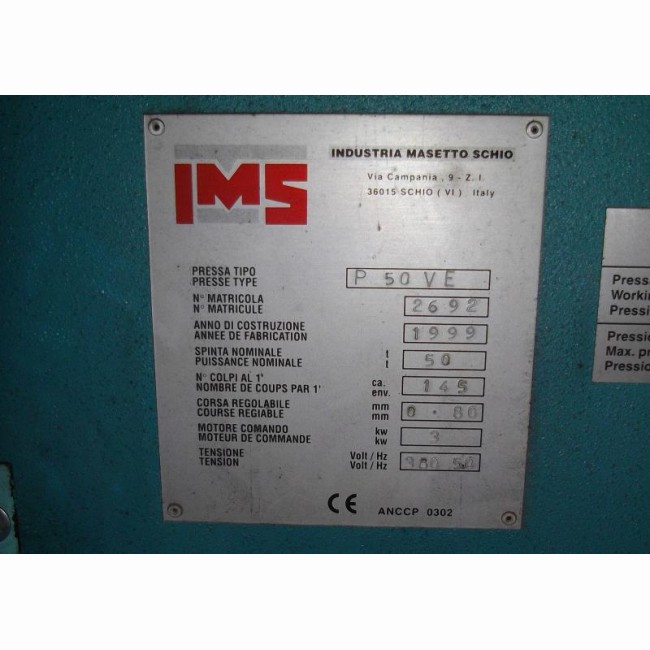 IMS
INDUSTRIA MASETTO SCHIO
Via Campania , 9 - Z. I.
36015 SCHIO ( VI ) . Italy
PRESSA TIPO
PRESSE TYPE
P 50 VE
N° MATRICOLA
N° MATRICULE
2692
ANNO DI COSTRUZIONE
ANNEE DE FABRICATION
1999
SPINTA NOMINALE t
PUISSANCE NOMINALE t
50
N° COLPI AL 1' ca.
NOMBRE DE COUPS PAR 1' env.
145
CORSA REGOLABILE mm
COURSE REGIABLE mm
0 · 80
MOTORE COMANDO kw
MOTEUR DE COMMANDE kw
3
TENSIONE Volt / Hz
TENSION Volt / Hz
380 50
CE ANCCP 0302
Press
Workin
Pressi
Pressio
Max. pr
Pression